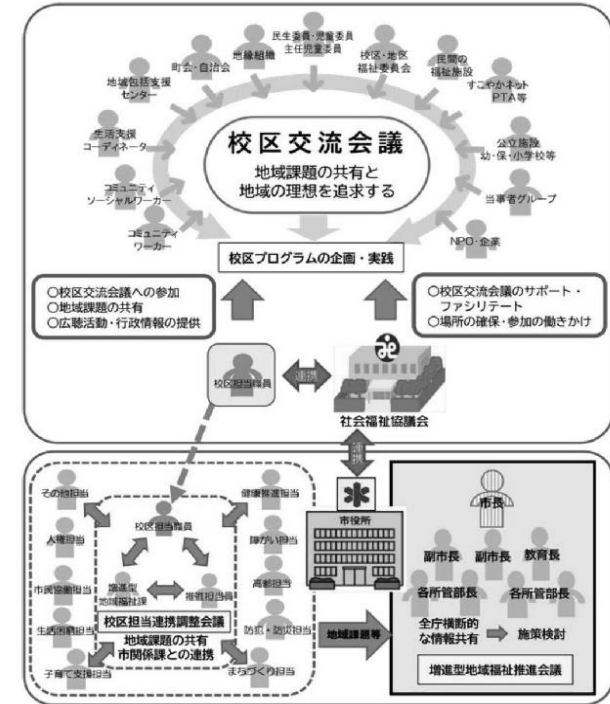 民生委員・児童委員
主任児童委員
地縁組織
校区・地区
福祉委員会
町会・自治会
民間の
福祉施設
地域包括支援
センター
すこやかネット
PTA等
生活支援
コーディネータ
公立施設
幼・保・小学校等
コミュニティ
ソーシャルワーカー
当事者グループ
コミュニティ
ワーカー
NPO・企業
校区交流会議
地域課題の共有と
地域の理想を追求する
校区プログラムの企画・実践
○校区交流会議への参加
○地域課題の共有
○広聴活動・行政情報の提供
○校区交流会議のサポート・
ファシリテート
○場所の確保・参加の働きかけ
校区担当職員
連携
社会福祉協議会
連携
市役所
その他担当
健康推進担当
校区担当職員
人権担当
障がい担当
市民協働担当
増進型
地域福祉課
推進担当員
高齢担当
生活困窮担当
校区担当連携調整会議
防犯・防災担当
地域課題の共有
市関係課との連携
子育て支援担当
まちづくり担当
地域課題等
市長
副市長
副市長
教育長
各所管部長
各所管部長
全庁横断的
な情報共有
施策検討
増進型地域福祉推進会議